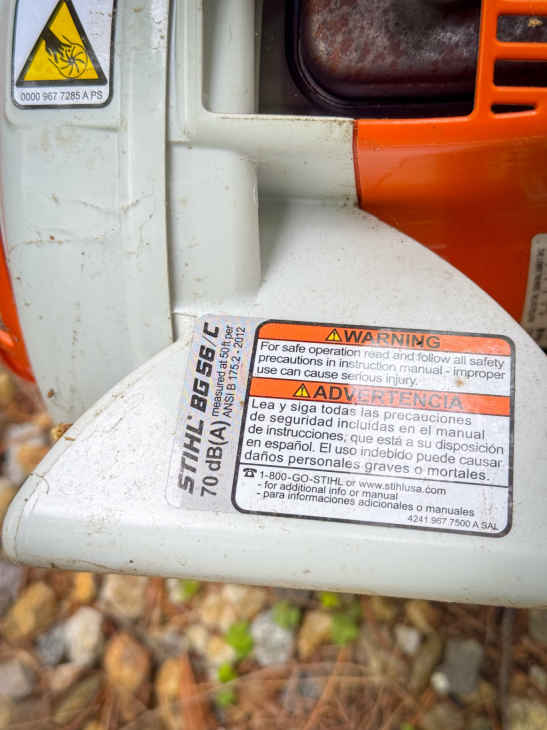 0000 967 7285 A PS
STIHL BG 56/C
70 dB(A) measured at 50 ft per
ANSI B 175.2 - 2012
WARNING
For safe operation read and follow all safety
precautions in instruction manual - improper
use can cause serious injury.
ADVERTENCIA
Lea y siga todas las precauciones
de seguridad incluidas en el manual
de instrucciones, que está a su disposición
en español. El uso indebido puede causar
daños personales graves o mortales.
☎ 1-800-GO-STIHL or www.stihlusa.com
- for additional info or manual
- para informaciones adicionales o manuales
4241 967 7500 A SAL